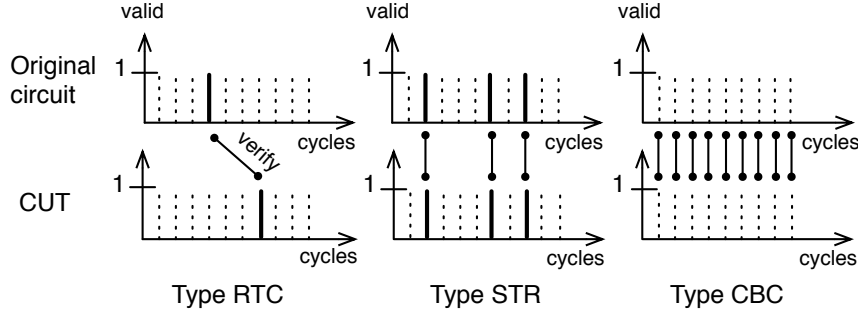 valid
valid
valid
Original
circuit
1
1
1
cycles
cycles
cycles
verify
CUT
1
1
1
cycles
cycles
cycles
Type RTC
Type STR
Type CBC